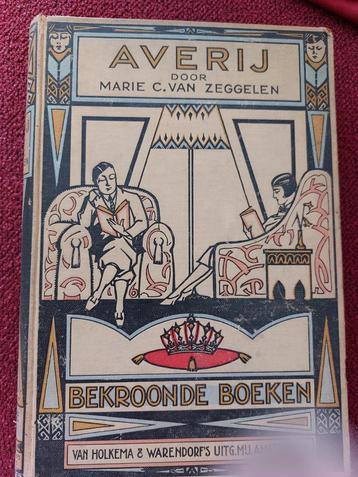 AVERIJ
DOOR
MARIE C. VAN ZEGGELEN
BEKROONDE BOEKEN
VAN HOLKEMA & WARENDORF'S UITG. MIJ.